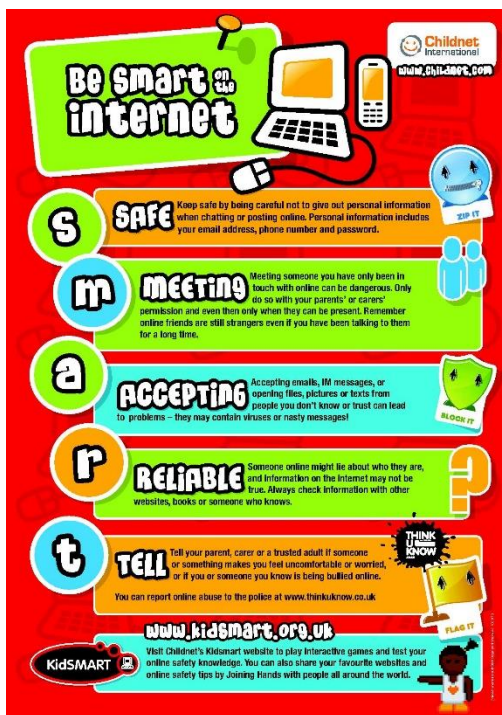 Childnet
International
www.childnet.com
Be smart on the
internet
s
SAFE
Keep safe by being careful not to give out personal information
when chatting or posting online. Personal information includes
your email address, phone number and password.
ZIP IT
m
MEETING
Meeting someone you have only been in
touch with online can be dangerous. Only
do so with your parents' or carers'
permission and even then only when they can be present. Remember
online friends are still strangers even if you have been talking to them
for a long time.
a
ACCEPTING
Accepting emails, IM messages, or
opening files, pictures or texts from
people you don't know or trust can lead
to problems – they may contain viruses or nasty messages!
BLOCK IT
r
RELIABLE
Someone online might lie about who they are,
and information on the internet may not be
true. Always check information with other
websites, books or someone who knows.
?
t
TELL
Tell your parent, carer or a trusted adult if someone
or something makes you feel uncomfortable or worried,
or if you or someone you know is being bullied online.
You can report online abuse to the police at www.thinkuknow.co.uk
THINK
U
KNOW
FLAG IT
www.kidsmart.org.uk
KidSMART
Visit Childnet's Kidsmart website to play interactive games and test your
online safety knowledge. You can also share your favourite websites and
online safety tips by Joining Hands with people all around the world.